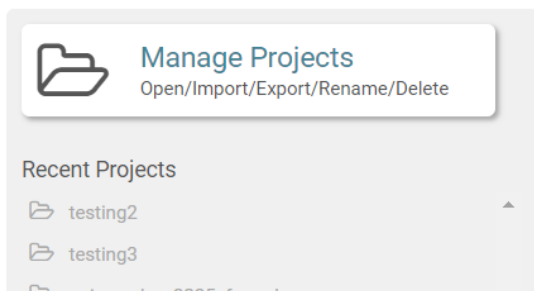 Manage Projects
Open/Import/Export/Rename/Delete
Recent Projects
testing2
testing3